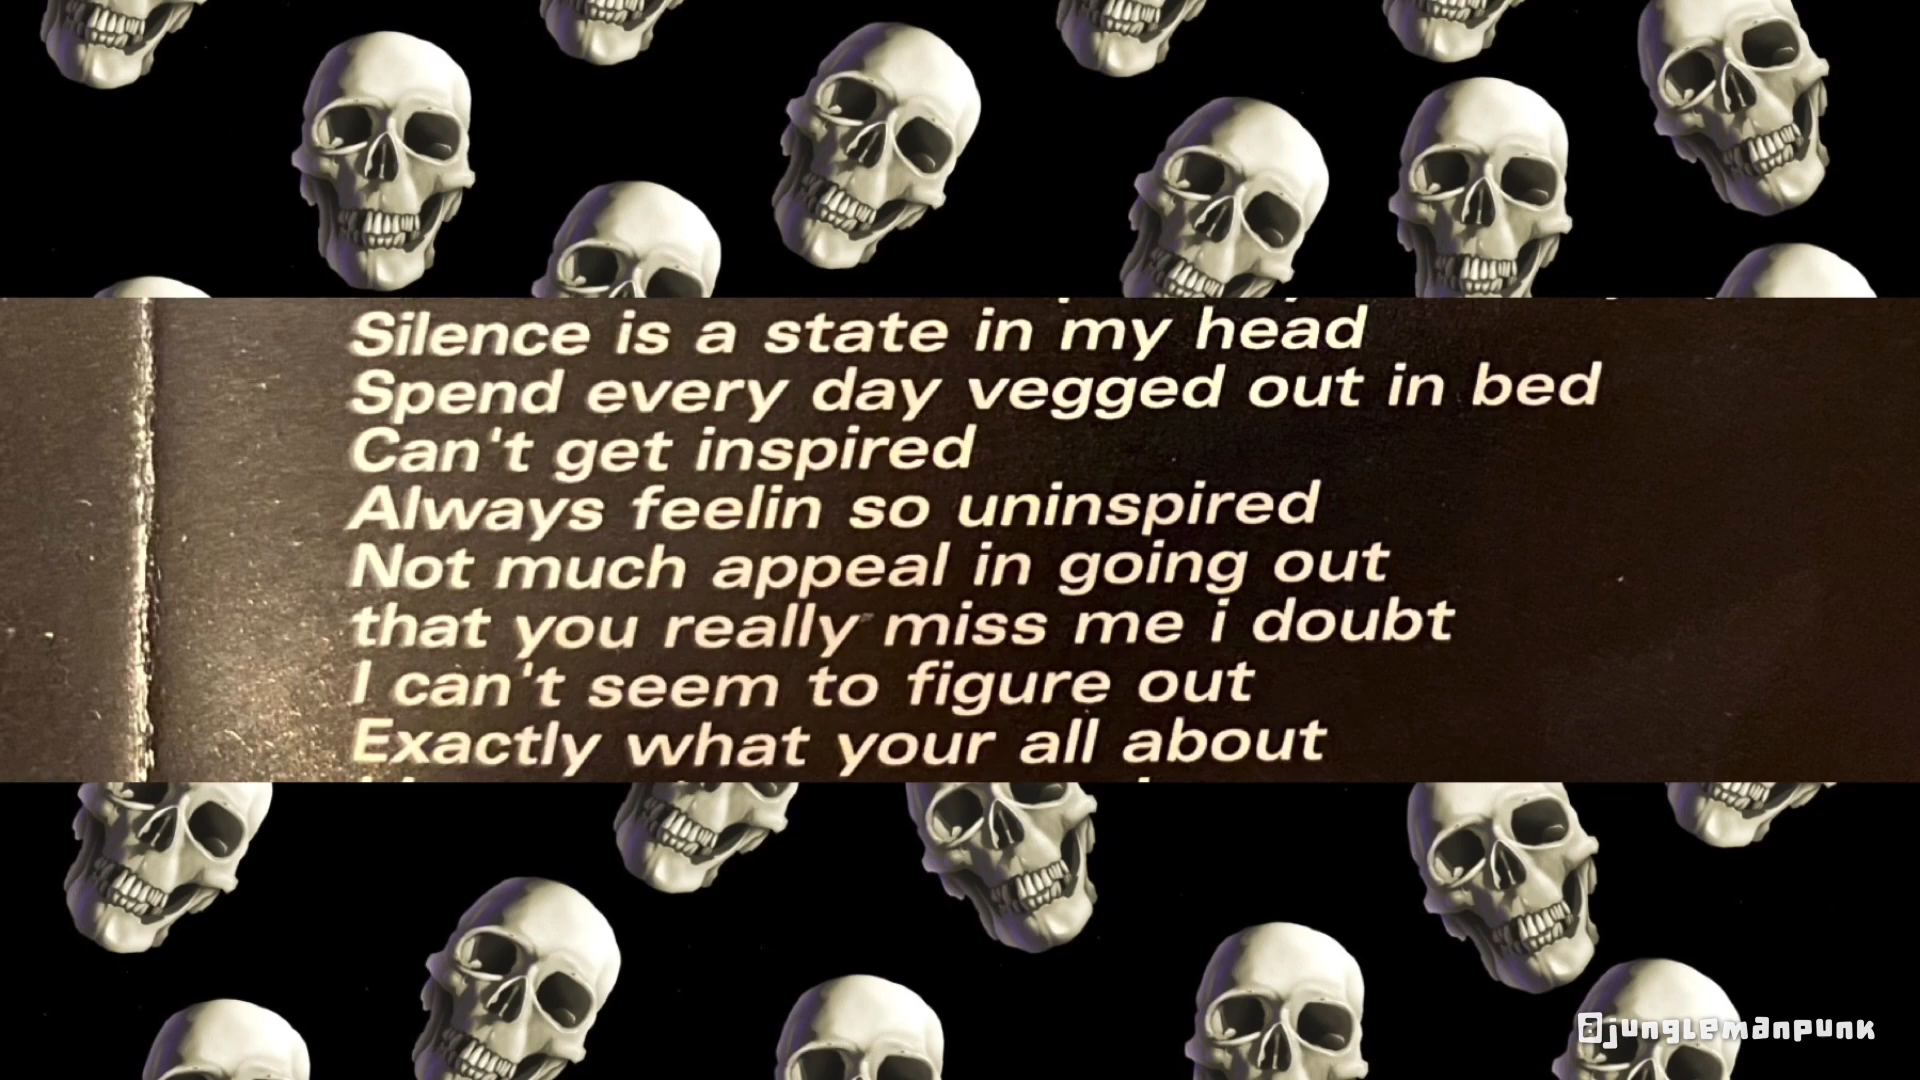 Silence is a state in my head
Spend every day vegged out in bed
Can't get inspired
Always feelin so uninspired
Not much appeal in going out
that you really miss me i doubt
I can't seem to figure out
Exactly what your all about
@junglemanpunk